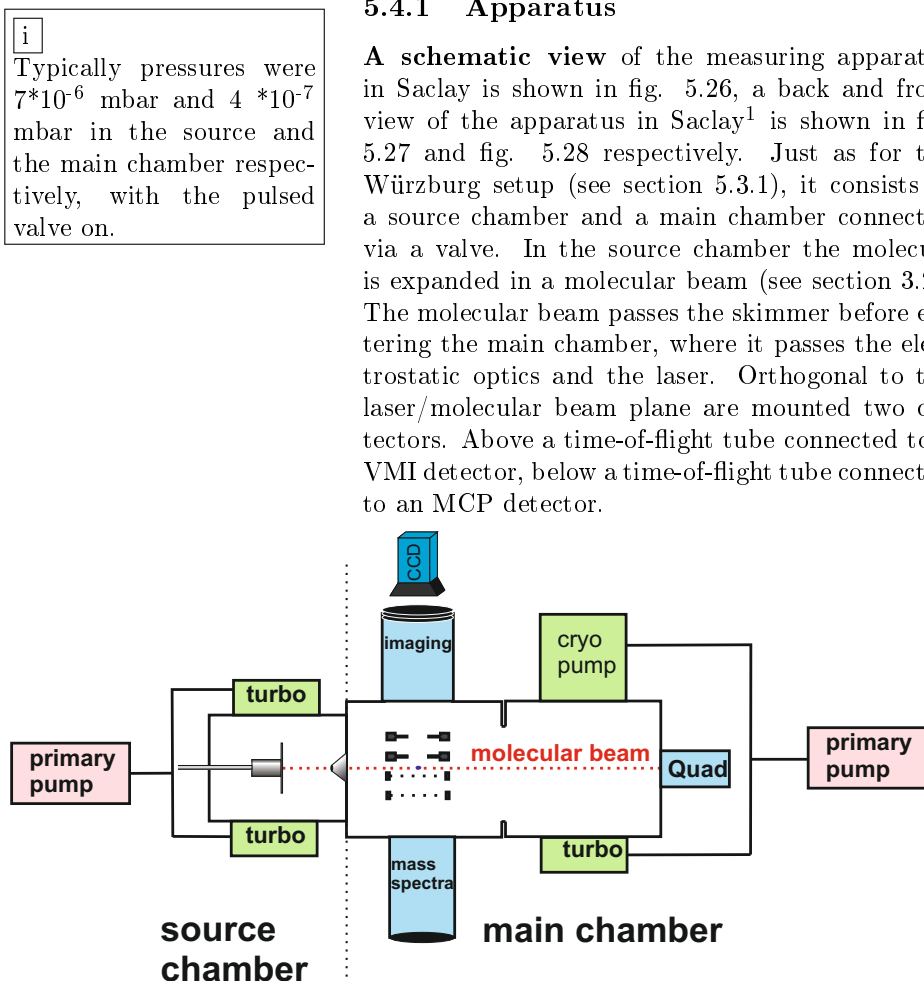 i
Typically pressures were
7*10-6 mbar and 4 *10-7
mbar in the source and
the main chamber respec-
tively, with the pulsed
valve on.
5.4.1 Apparatus
A schematic view of the measuring
in Saclay is shown in fig. 5.26, a back and
view of the apparatus in Saclay1 is shown in
5.27 and fig. 5.28 respectively. Just as for
Würzburg setup (see section 5.3.1), it consists
a source chamber and a main chamber
via a valve. In the source chamber the
is expanded in a molecular beam (see section
The molecular beam passes the skimmer before
tering the main chamber, where it passes the
trostatic optics and the laser. Orthogonal to
laser/molecular beam plane are mounted two
tectors. Above a time-of-flight tube connected
VMI detector, below a time-of-flight tube
to an MCP detector.
CCD
imaging
cryo
pump
turbo
primary
pump
molecular beam
Quad
primary
pump
turbo
turbo
mass
spectra
source
chamber
main chamber